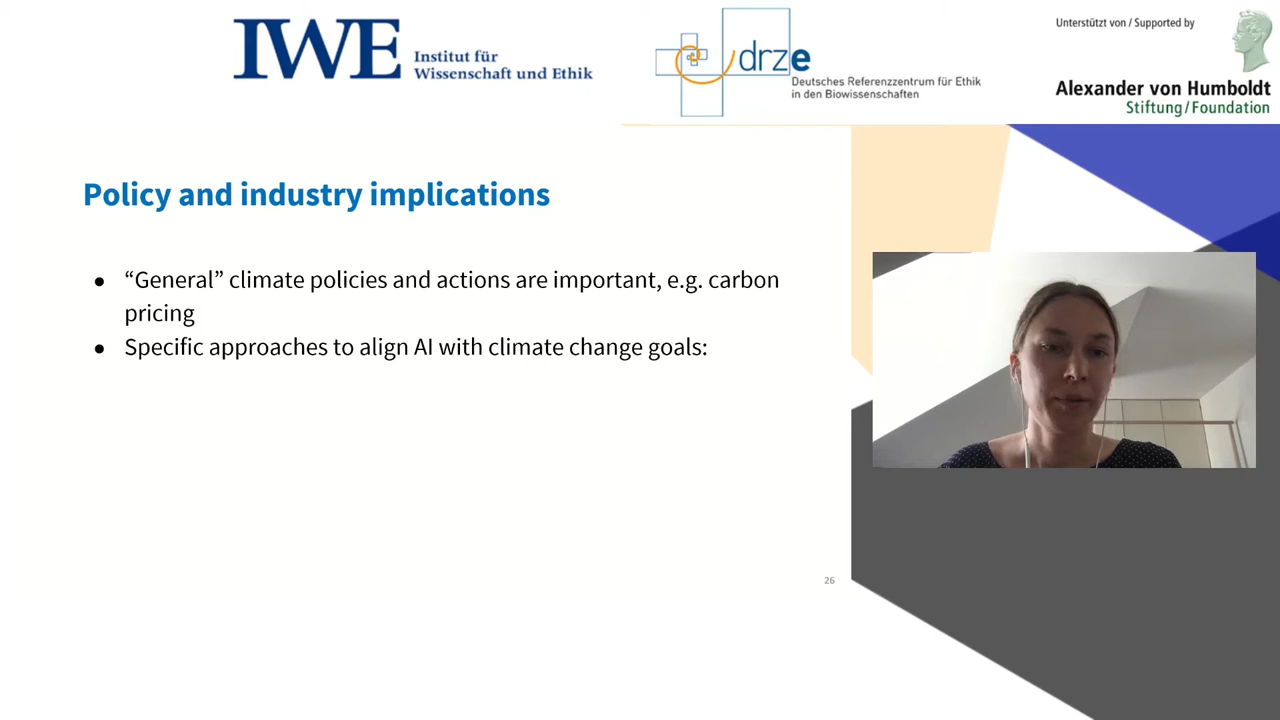 IWE Institut für
Wissenschaft und Ethik
drze
Deutsches Referenzzentrum für Ethik
in den Biowissenschaften
Unterstützt von / Supported by
Alexander von Humboldt
Stiftung/Foundation
Policy and industry implications
● “General” climate policies and actions are important, e.g. carbon
pricing
● Specific approaches to align AI with climate change goals:
26